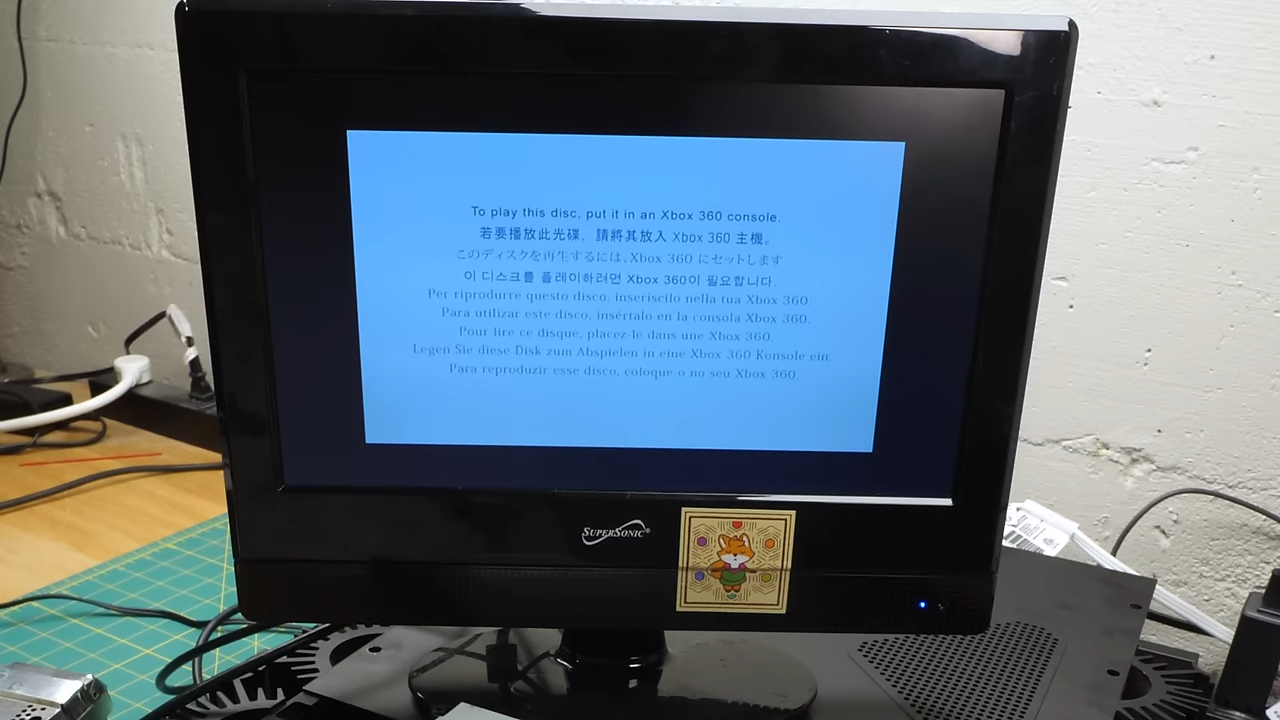 To play this disc, put it in an Xbox 360 console.
若要播放此光碟，請將其放入 Xbox 360 主機。
このディスクを再生するには、Xbox 360 にセットします
이 디스크를 플레이하려면 Xbox 360이 필요합니다.
Per riprodurre questo disco, inseriscilo nella tua Xbox 360.
Para utilizar este disco, insértalo en la consola Xbox 360.
Pour lire ce disque, placez-le dans une Xbox 360.
Legen Sie diese Disk zum Abspielen in eine Xbox 360 Konsole ein.
Para reproduzir esse disco, coloque-o no seu Xbox 360.
SUPERSONIC®